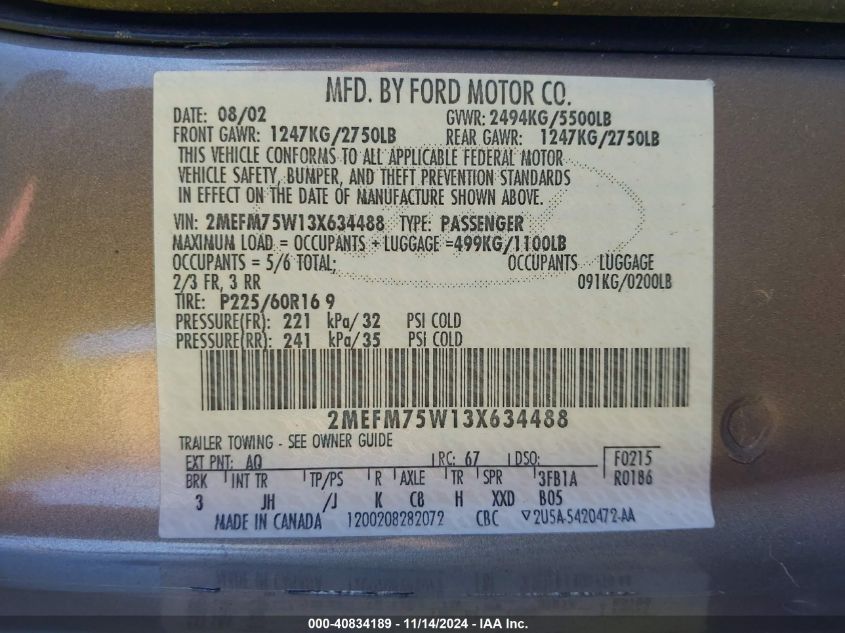 MFD. BY FORD MOTOR CO.
DATE: 08/02 GVWR: 2494KG/5500LB
FRONT GAWR: 1247KG/2750LB REAR GAWR: 1247KG/2750LB
THIS VEHICLE CONFORMS TO ALL APPLICABLE FEDERAL MOTOR
VEHICLE SAFETY, BUMPER, AND THEFT PREVENTION STANDARDS
IN EFFECT ON THE DATE OF MANUFACTURE SHOWN ABOVE.
VIN: 2MEFM75W13X634488 TYPE: PASSENGER
MAXIMUM LOAD = OCCUPANTS + LUGGAGE =499KG/1100LB
OCCUPANTS = 5/6 TOTAL; OCCUPANTS LUGGAGE
2/3 FR, 3 RR 091KG/0200LB
TIRE: P225/60R16 9
PRESSURE(FR): 221 kPa/32 PSI COLD
PRESSURE(RR): 241 kPa/35 PSI COLD
2MEFM75W13X634488
TRAILER TOWING - SEE OWNER GUIDE
EXT PNT: AQ RC: 67 DSO: F0215
BRK INT TR TP/PS R AXLE TR SPR 3FB1A R0186
3 JH /J K C8 H XXD B05
MADE IN CANADA 1200208282072 CBC 2U5A-5420472-AA
000-40834189 - 11/14/2024 - IAA Inc.